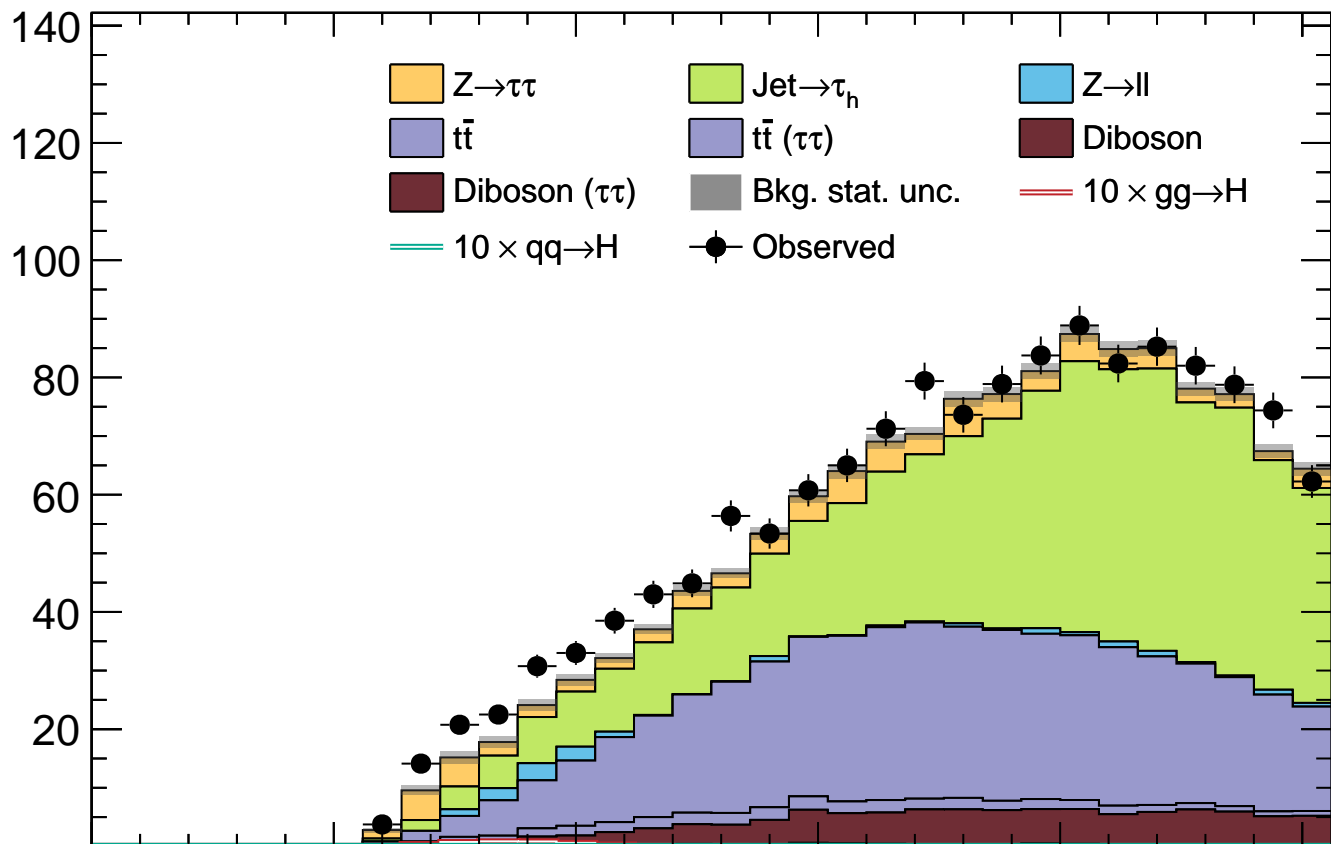 140
Z→ττ Jet→τh Z→ll
120 tt̄ tt̄ (ττ) Diboson
Diboson (ττ) Bkg. stat. unc. 10 × gg→H
100 10 × qq→H Observed
80
60
40
20